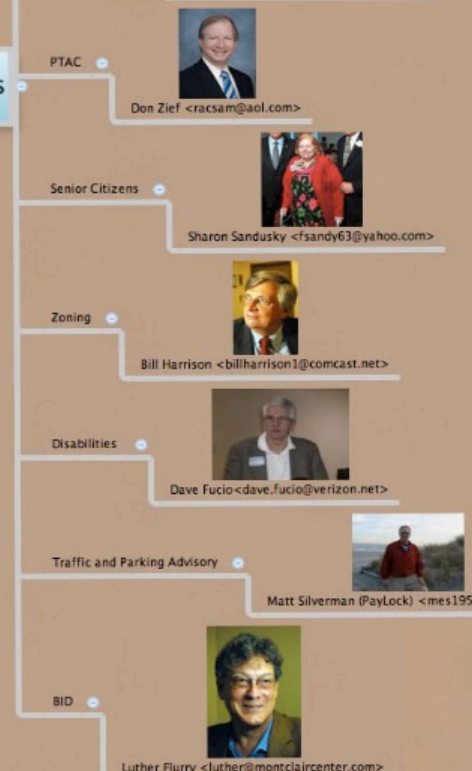 S
PTAC
Don Zief <racsam@aol.com>
Senior Citizens
Sharon Sandusky <fsandy63@yahoo.com>
Zoning
Bill Harrison <billharrison1@comcast.net>
Disabilities
Dave Fucio<dave.fucio@verizon.net>
Traffic and Parking Advisory
Matt Silverman (PayLock) <mes195
BID
Luther Flurry <luther@montclaircenter.com>